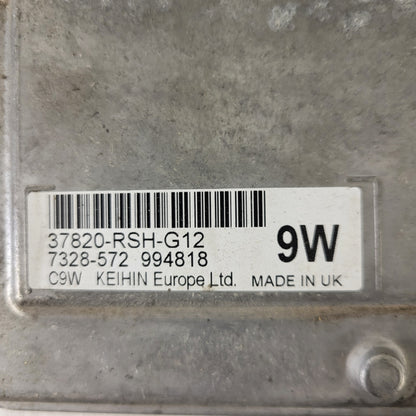 37820-RSH-G12
7328-572 994818
9W
C9W KEIHIN Europe Ltd. MADE IN UK